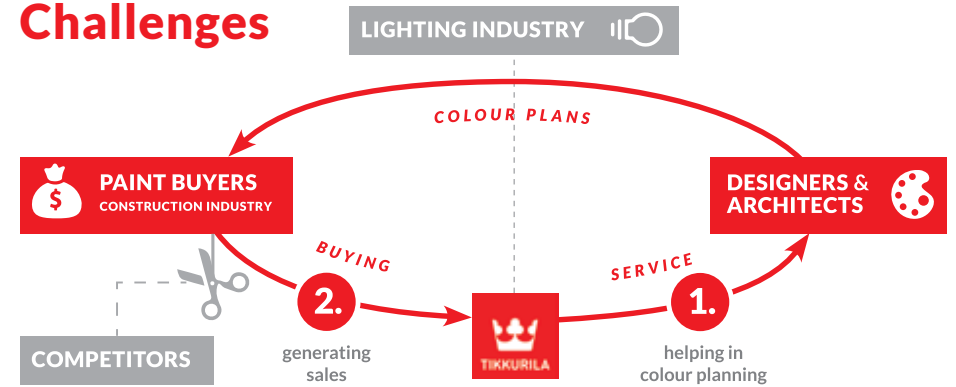 Challenges
LIGHTING INDUSTRY
COLOUR PLANS
$
PAINT BUYERS
CONSTRUCTION INDUSTRY
DESIGNERS &
ARCHITECTS
BUYING
SERVICE
2.
1.
TIKKURILA
COMPETITORS
generating
sales
helping in
colour planning